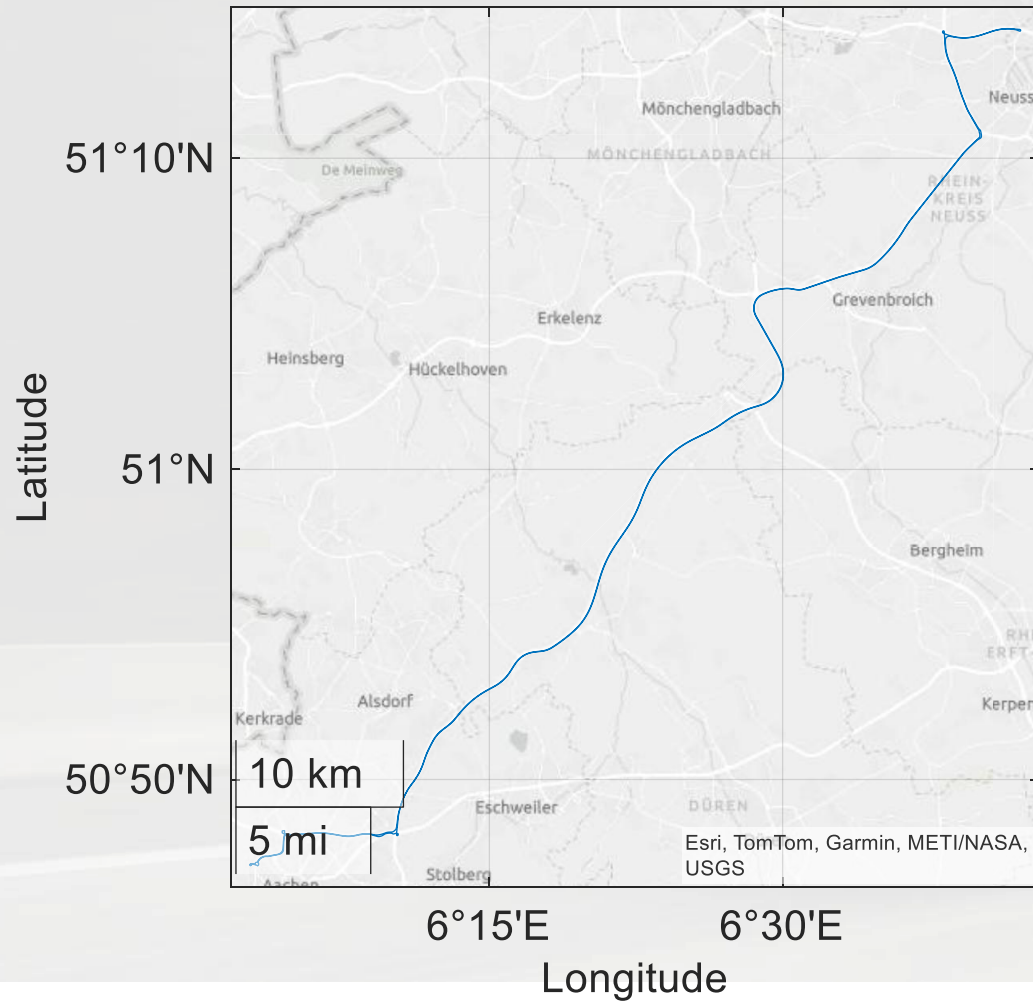 Neuss
Mönchengladbach
MÖNCHENGLADBACH
51°10'N
De Meinweg
RHEIN-
KREIS
NEUSS
Grevenbroich
Erkelenz
Heinsberg
Hückelhoven
Latitude
51°N
Bergheim
RH
ERFT-
Alsdorf
Kerkrade
Kerpen
50°50'N
10 km
Eschweiler
DÜREN
5 mi
Esri, TomTom, Garmin, METI/NASA,
USGS
Stolberg
Aachen
6°15'E
6°30'E
Longitude